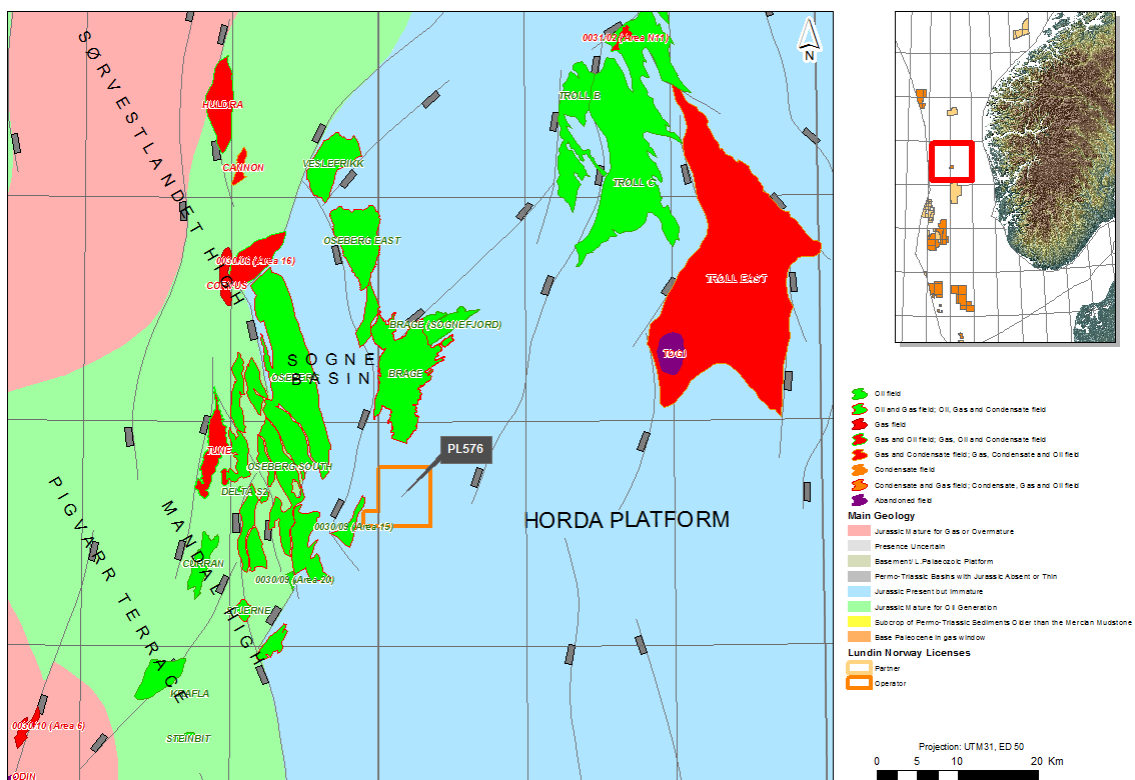 SØRVESTLANDET HIGH
0031/02 (Area N11)
N
HULDRA
TROLL B
CANNON
VESLEFRIKK
TROLL C
OSEBERG EAST
0030/06 (Area 16)
TROLL EAST
CORVUS
BRAGE (SOGNEFJORD)
TOGI
SOGNE
BASIN
OSEBERG
BRAGE
TUNE
PL576
OSEBERG SOUTH
DELTA S2
PIGVARR TERRACE
MANDAL HIGH
HORDA PLATFORM
0030/09 (Area 15)
CURRAN
0030/09 (Area 20)
STJERNE
KRAFLA
0030/10 (Area 6)
STEINBIT
ODIN
Oil field
Oil and Gas field; Oil, Gas and Condensate field
Gas field
Gas and Oil field; Gas, Oil and Condensate field
Gas and Condensate field; Gas, Condensate and Oil field
Condensate field
Condensate and Gas field; Condensate, Gas and Oil field
Abandoned field
Main Geology
Jurassic Mature for Gas or Overmature
Presence Uncertain
Basement/ L.Palaeozoic Platform
Permo-Triassic Basins with Jurassic Absent or Thin
Jurassic Present but Immature
Jurassic Mature for Oil Generation
Subcrop of Permo-Triassic Sediments Older than the Mercian Mudstone
Base Paleocene in gas window
Lundin Norway Licenses
Partner
Operator
Projection: UTM31, ED 50
0 5 10 20 Km